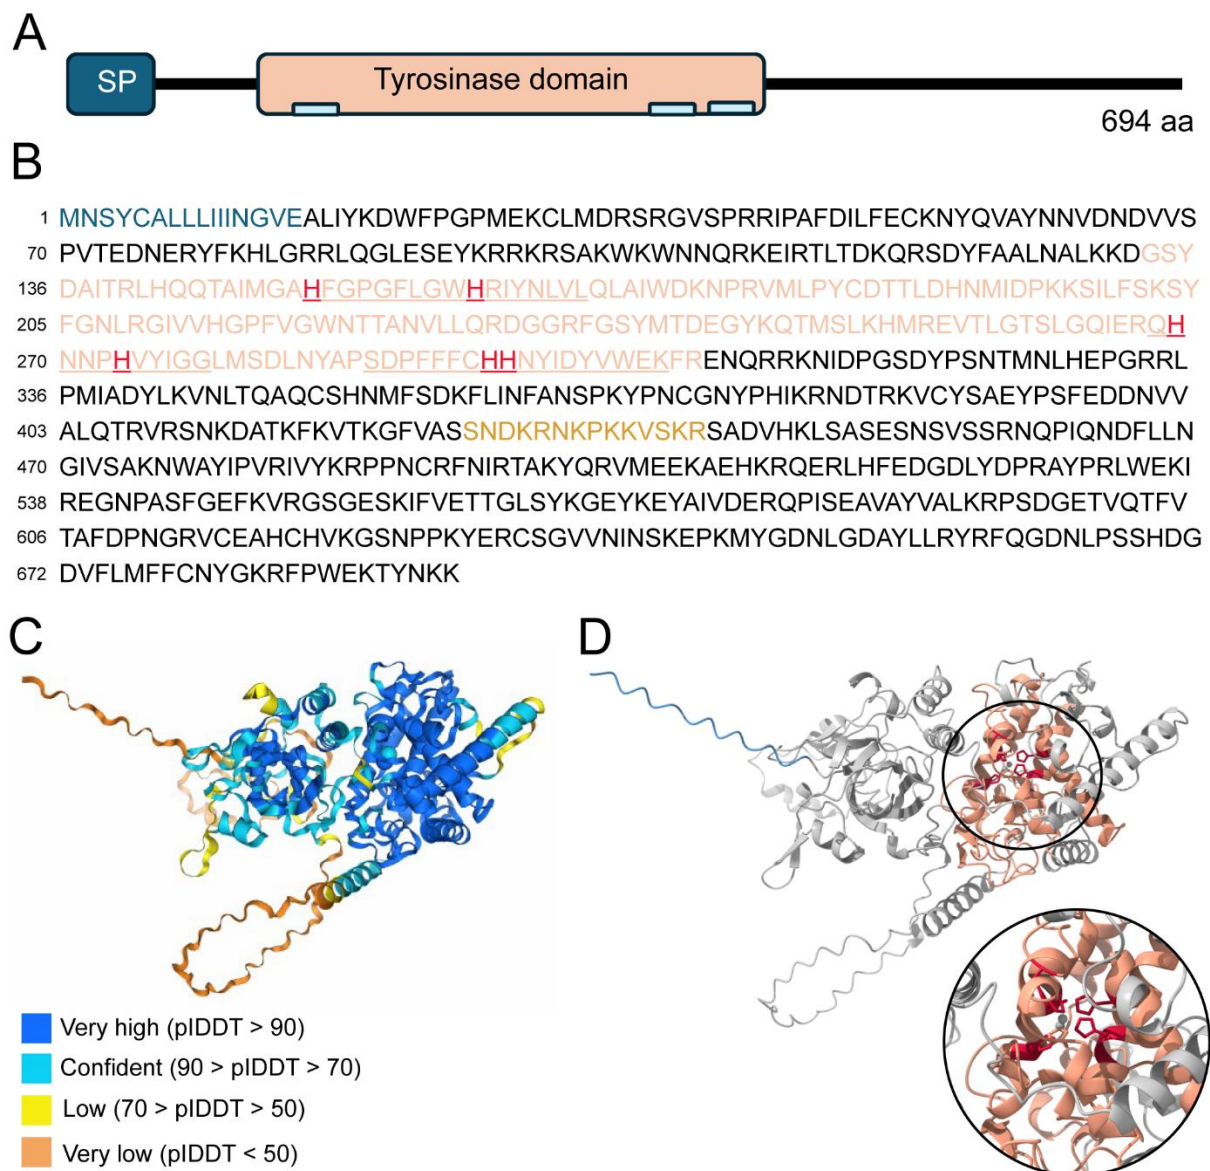 A
SP
Tyrosinase domain
694 aa
B
1 MNSYCALLLIIINGVEALIYKDWFPGPMEKCLMDRSRGVSPRRIPAFDILFECKNYQVAYNNVDNDVVS
70 PVTEDNERYFKHLGRRLQGLESEYKRRKRSAKWKWNNQRKEIRTLTDKQRSDYFAALNALKKDGSY
136 DAITRLHQQTAIMGAHFGPGFLGWHRIYNLVLQLAIWDKNPRVMLPYCDTTLDHNMIDPKKSILFSKSY
205 FGNLRGIVVHGPFVGWNTTANVLLQRDGGRFGSYMTDEGYKQTMSLKHMREVTLGTSLGQIERQH
270 NNPHVYIGGLMSDLNYAPSDPFFFCHHNYIDYVWEKFRENQRRKNIDPGSDYPSNTMNLHEPGRRL
336 PMIADYLKVNLTQAQCSHNMFSDKFLINFANSPKYPNCGNYPHIKRNDTRKVCYSAEYPSFEDDNVV
403 ALQTRVRSNKDATKFKVTKGFVASSNDKRNKPKKVSKRSADVHKLSASESNSVSSRNQPIQNDFLLN
470 GIVSAKNWAYIPVRIVYKRPPNCRFNIRTAKYQRVMEEKAEHKRQERLHFEDGDLYDPRAYPRLWEKI
538 REGNPASFGEFKVRGSGESKIFVETTGLSYKGEYKEYAIVDERQPISEAVAYVALKRPSDGETVQTFV
606 TAFDPNGRVCEAHCHVKGSNPPKYERCSGVVNINSKEPKMYGDNLGDAYLLRYRFQGDNLPSSHDG
672 DVFLMFFCNYGKRFPWEKTYNKK
C
D
Very high (pIDDT > 90)
Confident (90 > pIDDT > 70)
Low (70 > pIDDT > 50)
Very low (pIDDT < 50)